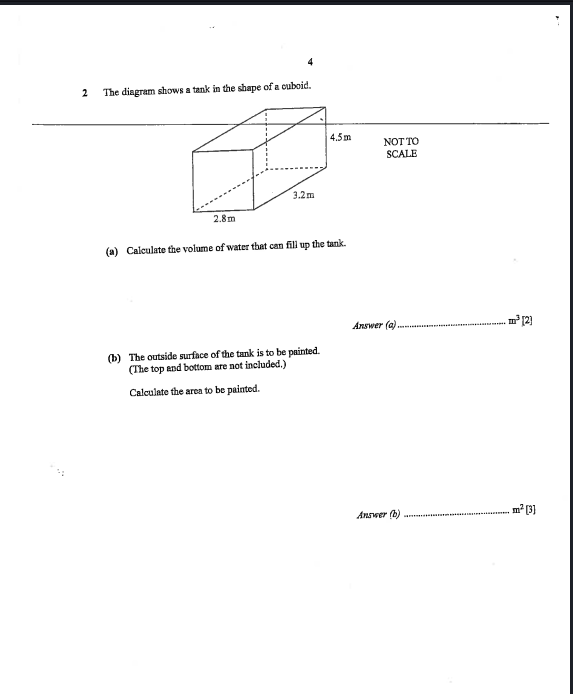 4
2 The diagram shows a tank in the shape of a cuboid.
4.5 m
NOT TO
SCALE
3.2 m
2.8 m
(a) Calculate the volume of water that can fill up the tank.
Answer (a)............................................ m³ [2]
(b) The outside surface of the tank is to be painted.
(The top and bottom are not included.)
Calculate the area to be painted.
Answer (b) ............................................ m² [3]